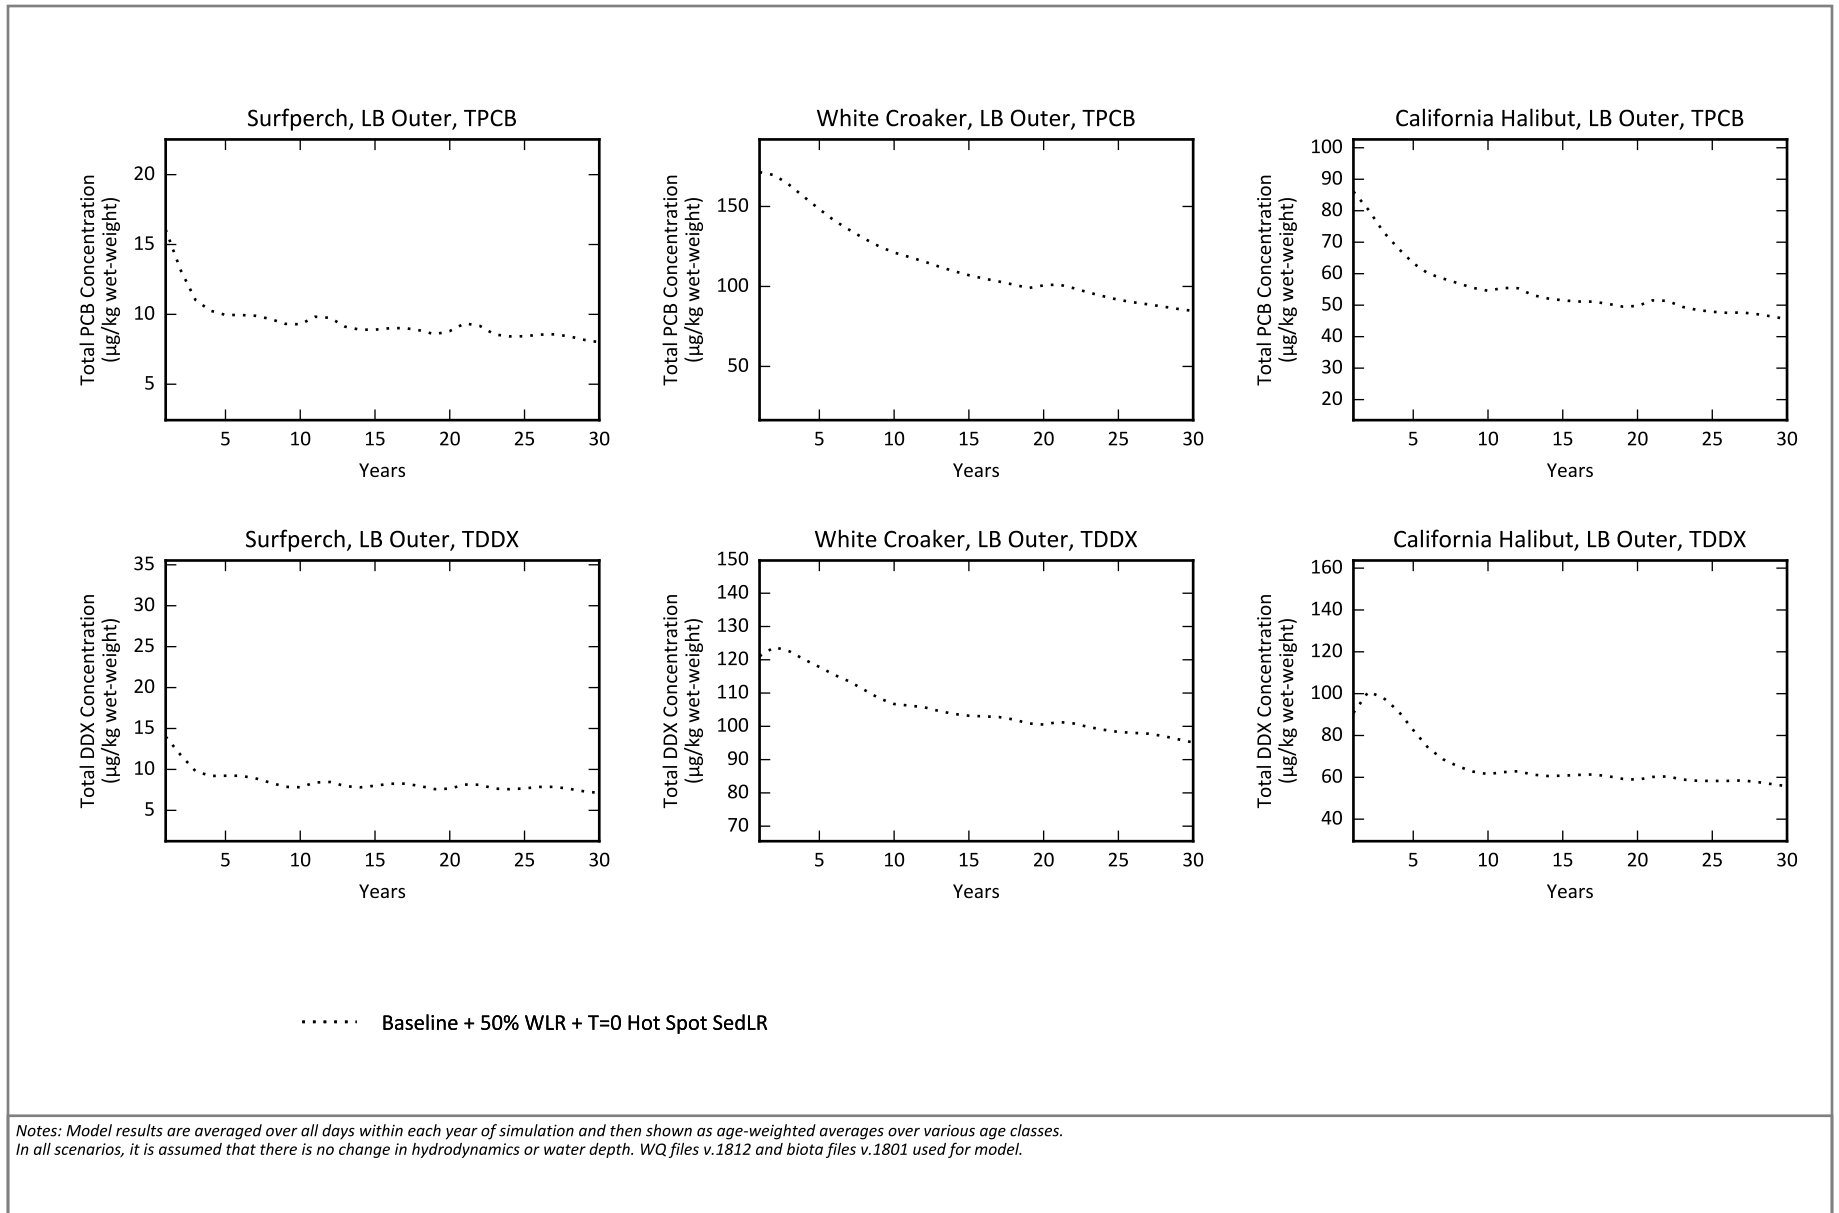 Surfperch, LB Outer, TPCB
Total PCB Concentration
(µg/kg wet-weight)
20
15
10
5
5 10 15 20 25 30
Years
White Croaker, LB Outer, TPCB
Total PCB Concentration
(µg/kg wet-weight)
150
100
50
5 10 15 20 25 30
Years
California Halibut, LB Outer, TPCB
Total PCB Concentration
(µg/kg wet-weight)
100
90
80
70
60
50
40
30
20
5 10 15 20 25 30
Years
Surfperch, LB Outer, TDDX
Total DDX Concentration
(µg/kg wet-weight)
35
30
25
20
15
10
5
5 10 15 20 25 30
Years
White Croaker, LB Outer, TDDX
Total DDX Concentration
(µg/kg wet-weight)
150
140
130
120
110
100
90
80
70
5 10 15 20 25 30
Years
California Halibut, LB Outer, TDDX
Total DDX Concentration
(µg/kg wet-weight)
160
140
120
100
80
60
40
5 10 15 20 25 30
Years
Baseline + 50% WLR + T=0 Hot Spot SedLR
Notes: Model results are averaged over all days within each year of simulation and then shown as age-weighted averages over various age classes.
In all scenarios, it is assumed that there is no change in hydrodynamics or water depth. WQ files v.1812 and biota files v.1801 used for model.